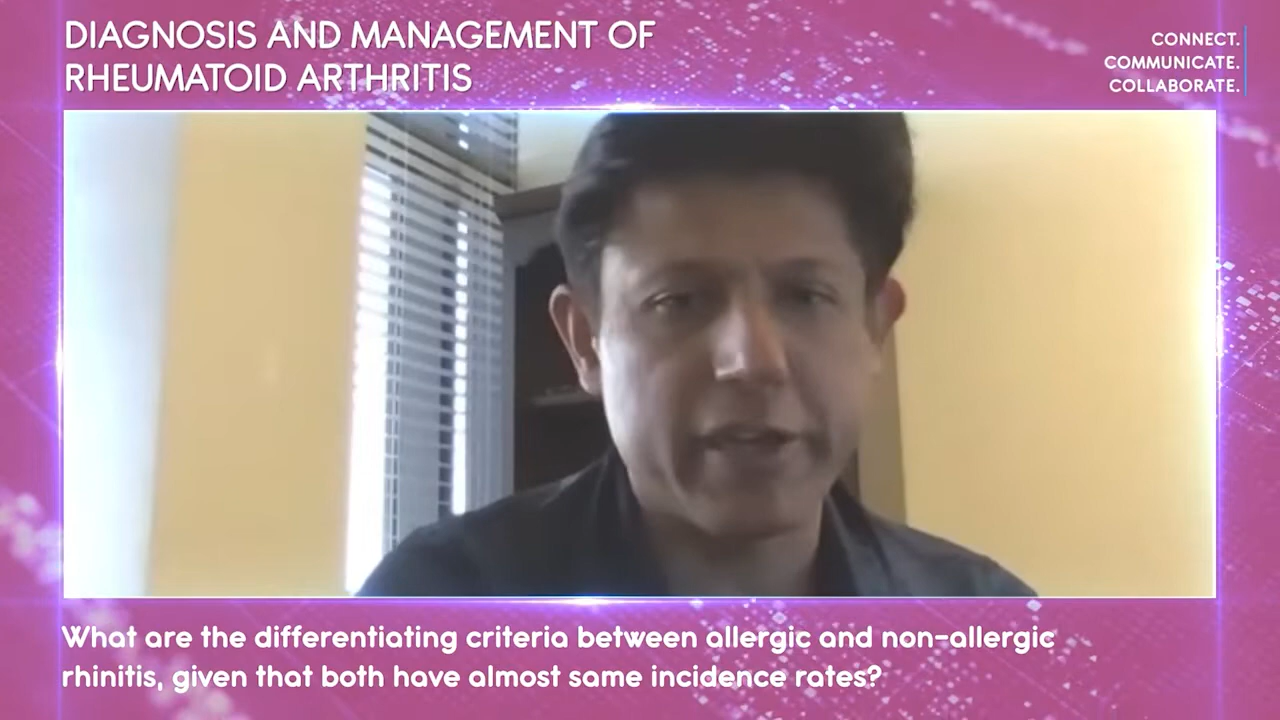 DIAGNOSIS AND MANAGEMENT OF
RHEUMATOID ARTHRITIS
CONNECT.
COMMUNICATE.
COLLABORATE.
What are the differentiating criteria between allergic and non-allergic
rhinitis, given that both have almost same incidence rates?